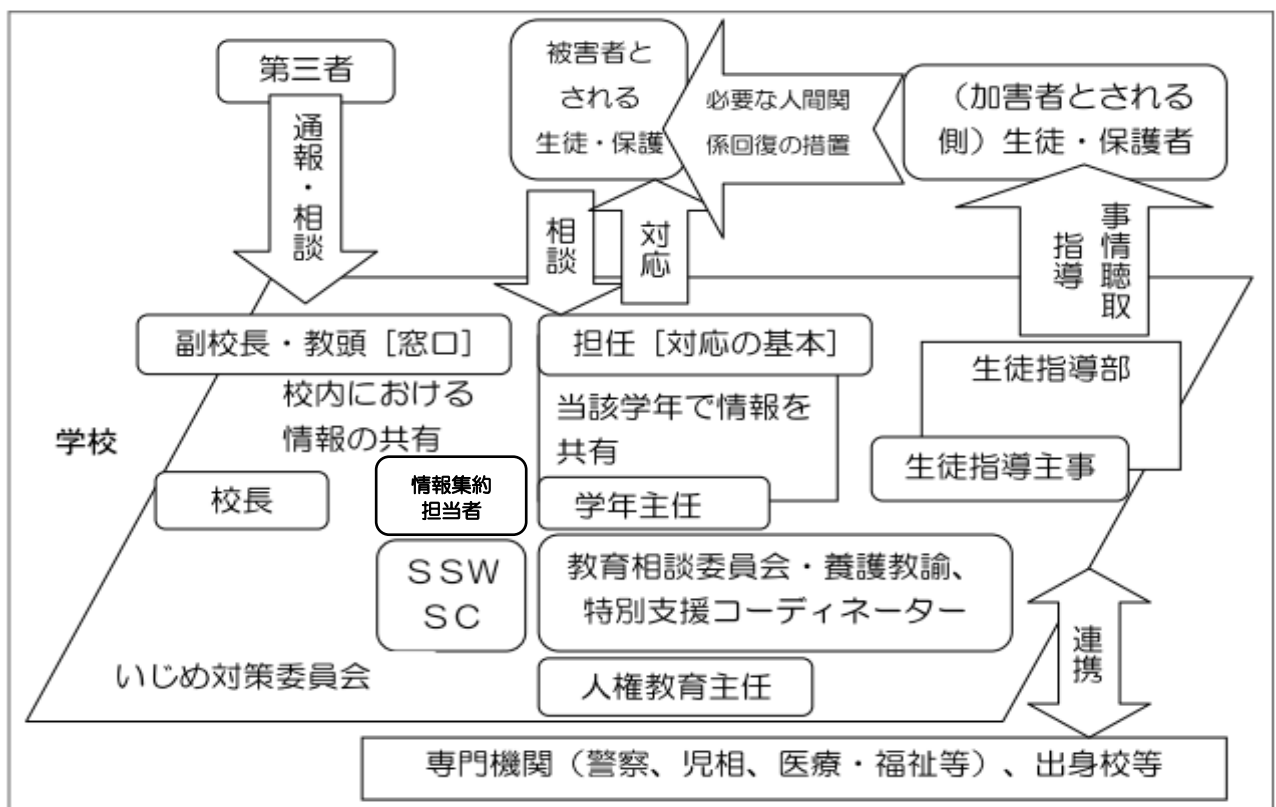 第三者
通報・相談
被害者と
される
生徒・保護
必要な人間関
係回復の措置
(加害者とされる
側)生徒・保護者
相談
対応
事情聴取
指導
副校長・教頭[窓口]
担任[対応の基本]
生徒指導部
校内における
情報の共有
当該学年で情報を
共有
学校
生徒指導主事
校長
情報集約
担当者
学年主任
SSW
SC
教育相談委員会・養護教諭、
特別支援コーディネーター
連携
いじめ対策委員会
人権教育主任
専門機関(警察、児相、医療・福祉等)、出身校等